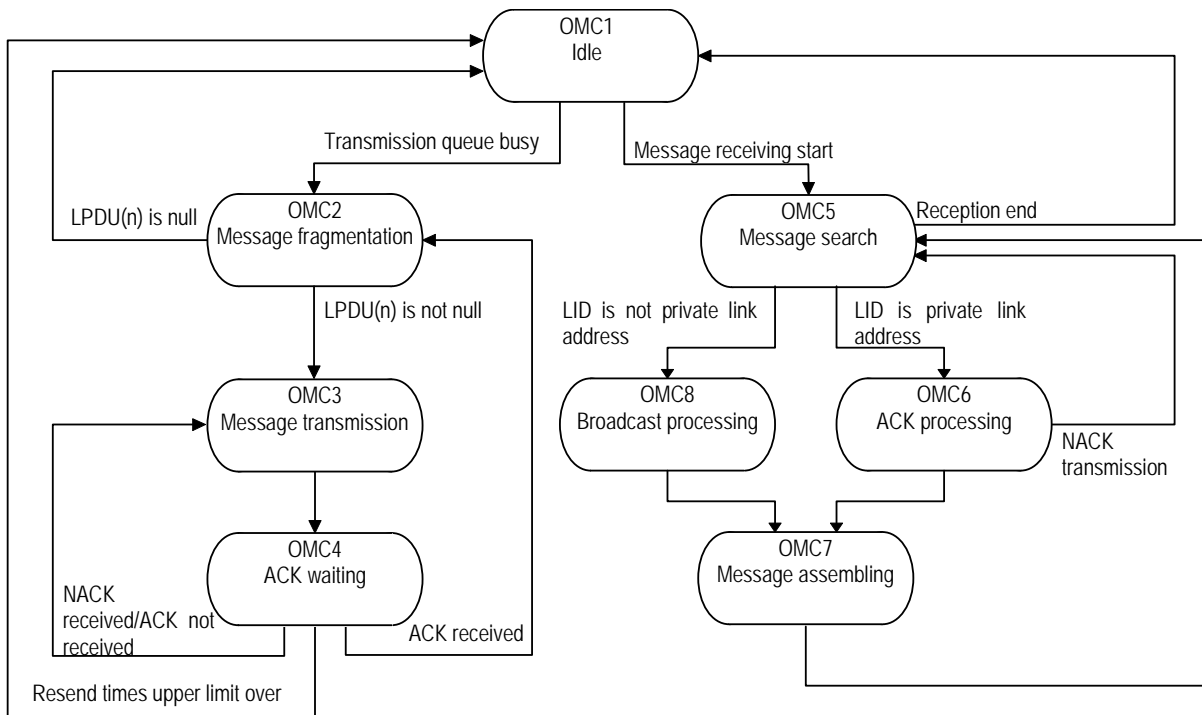 OMC1
Idle
Transmission queue busy
Message receiving start
OMC2
Message fragmentation
LPDU(n) is null
OMC5
Message search
Reception end
LPDU(n) is not null
LID is not private link
address
LID is private link
address
OMC3
Message transmission
OMC8
Broadcast processing
OMC6
ACK processing
NACK
transmission
OMC4
ACK waiting
OMC7
Message assembling
NACK
received/ACK not
received
ACK received
Resend times upper limit over